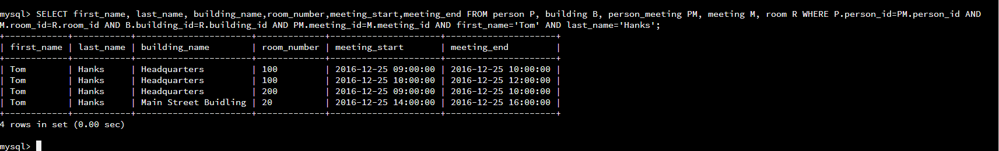 mysql> SELECT first_name, last_name, building_name,room_number,meeting_start,meeting_end FROM person P, building B, person_meeting PM, meeting M, room R WHERE P.person_id=PM.person_id AND
M.room_id=R.room_id AND B.building_id=R.building_id AND PM.meeting_id=M.meeting_id AND first_name='Tom' AND last_name='Hanks';
+------------+-----------+----------------------+-------------+---------------------+---------------------+
| first_name | last_name | building_name        | room_number | meeting_start       | meeting_end         |
+------------+-----------+----------------------+-------------+---------------------+---------------------+
| Tom        | Hanks     | Headquarters         | 100         | 2016-12-25 09:00:00 | 2016-12-25 10:00:00 |
| Tom        | Hanks     | Headquarters         | 100         | 2016-12-25 10:00:00 | 2016-12-25 12:00:00 |
| Tom        | Hanks     | Headquarters         | 200         | 2016-12-25 09:00:00 | 2016-12-25 10:00:00 |
| Tom        | Hanks     | Main Street Buidling | 20          | 2016-12-25 14:00:00 | 2016-12-25 16:00:00 |
+------------+-----------+----------------------+-------------+---------------------+---------------------+
4 rows in set (0.00 sec)
mysql>